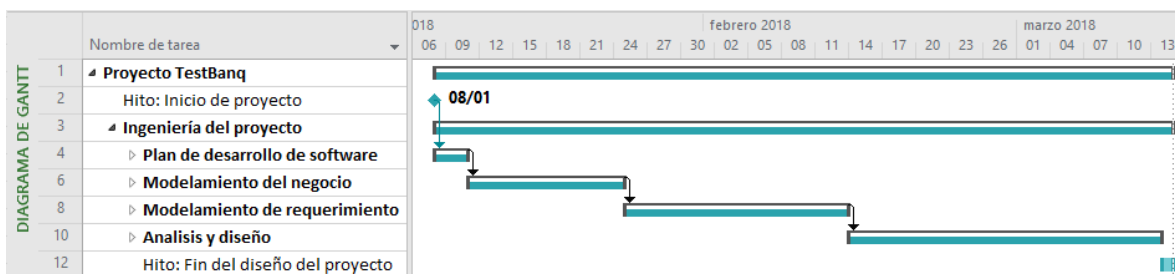 018
febrero 2018
marzo 2018
Nombre de tarea
06 09 12 15 18 21 24 27 30 02 05 08 11 14 17 20 23 26 01 04 07 10 13
DIAGRAMA DE GANTT
1 Proyecto TestBanq
2 Hito: Inicio de proyecto 08/01
3 Ingeniería del proyecto
4 Plan de desarrollo de software
6 Modelamiento del negocio
8 Modelamiento de requerimiento
10 Analisis y diseño
12 Hito: Fin del diseño del proyecto